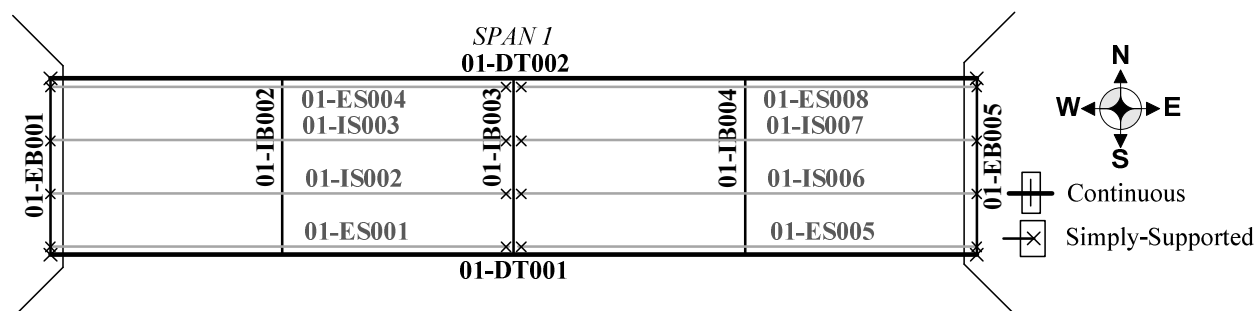 SPAN 1
01-DT002
N
W
E
S
01-EB001
01-IB002
01-IB003
01-IB004
01-EB005
01-ES004
01-ES008
01-IS003
01-IS007
01-IS002
01-IS006
01-ES001
01-ES005
01-DT001
Continuous
Simply-Supported